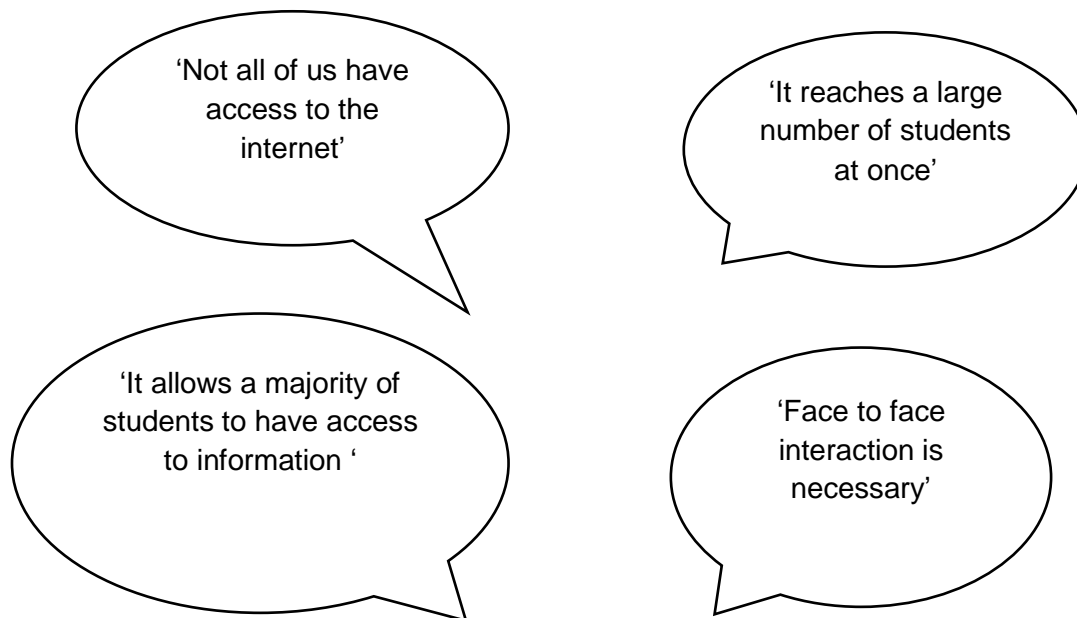 ‘Not all of us have
access to the
internet’
‘It reaches a large
number of students
at once’
‘It allows a majority of
students to have access
to information ‘
‘Face to face
interaction is
necessary’